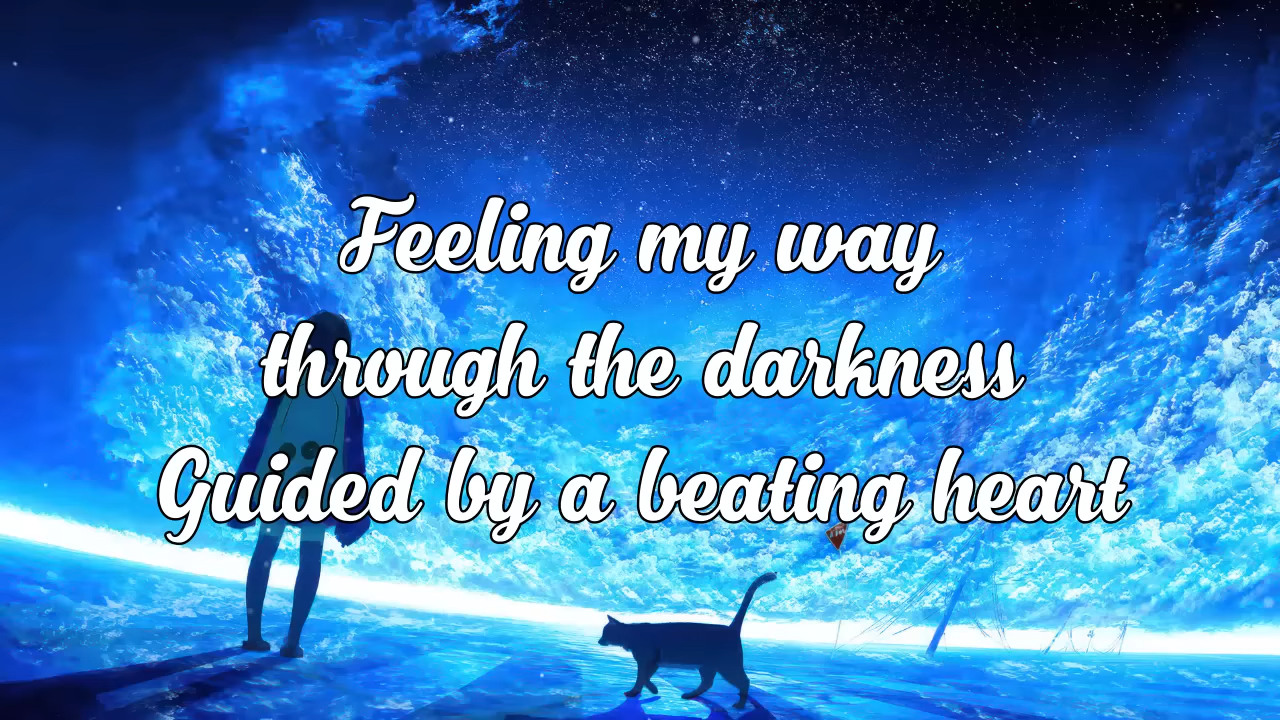 Feeling my way
through the darkness
Guided by a beating heart